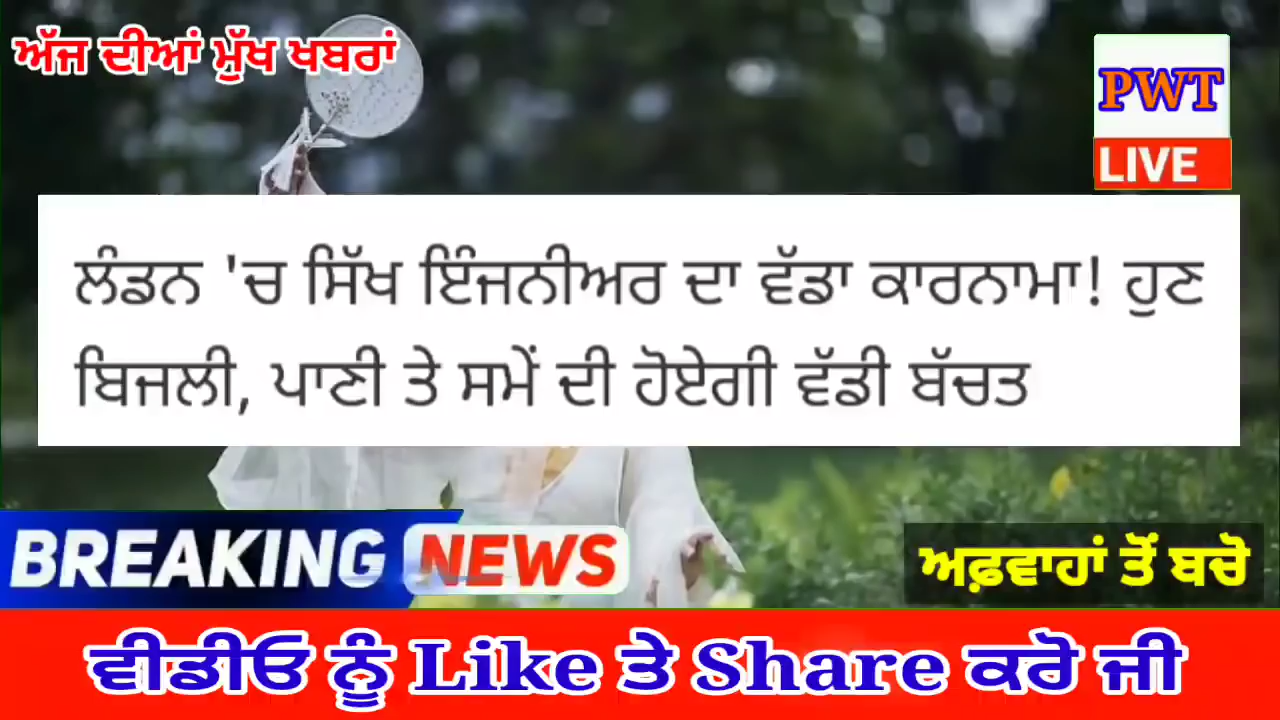 ਅੱਜ ਦੀਆਂ ਮੁੱਖ ਖਬਰਾਂ
PWT
LIVE
ਲੰਡਨ 'ਚ ਸਿੱਖ ਇੰਜਨੀਅਰ ਦਾ ਵੱਡਾ ਕਾਰਨਾਮਾ! ਹੁਣ
ਬਿਜਲੀ, ਪਾਣੀ ਤੇ ਸਮੇਂ ਦੀ ਹੋਏਗੀ ਵੱਡੀ ਬੱਚਤ
BREAKING NEWS
ਅਫ਼ਵਾਹਾਂ ਤੋਂ ਬਚੋ
ਵੀਡੀਓ ਨੂੰ Like ਤੇ Share ਕਰੋ ਜੀ